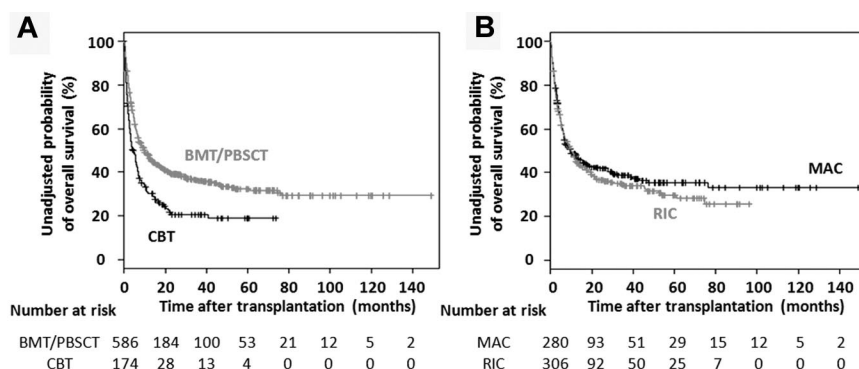 A
Unadjusted probability
of overall survival (%)
100
80
60
40
20
0
BMT/PBSCT
CBT
0 20 40 60 80 100 120 140
Time after transplantation (months)
Number at risk
BMT/PBSCT 586 184 100 53 21 12 5 2
CBT 174 28 13 4 0 0 0 0
B
Unadjusted probability
of overall survival (%)
100
80
60
40
20
0
MAC
RIC
0 20 40 60 80 100 120 140
Time after transplantation (months)
Number at risk
MAC 280 93 51 29 15 12 5 2
RIC 306 92 50 25 7 0 0 0